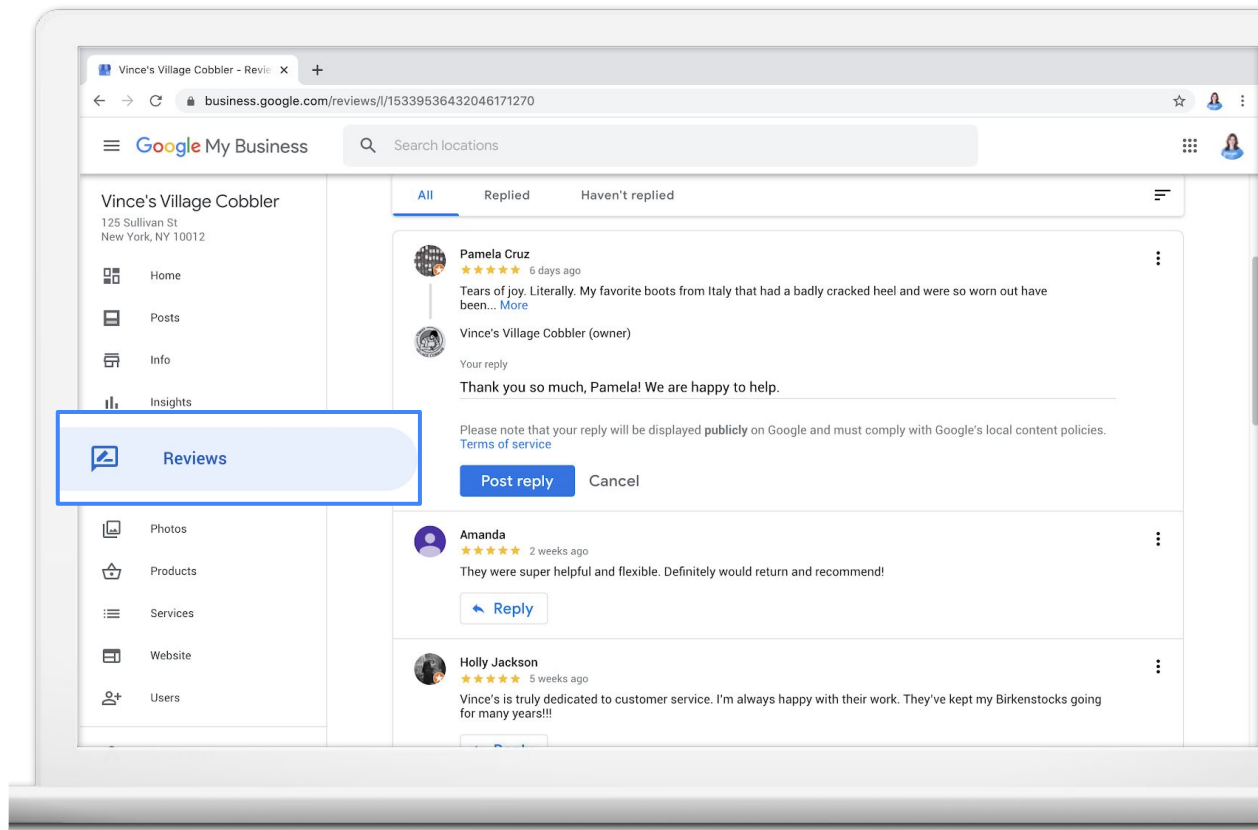 Vince's Village Cobbler - Revie
business.google.com/reviews/l/15339536432046171270
Google My Business
Search locations
Vince's Village Cobbler
125 Sullivan St
New York, NY 10012
Home
Posts
Info
Insights
Reviews
Photos
Products
Services
Website
Users
All Replied Haven't replied
Pamela Cruz
6 days ago
Tears of joy. Literally. My favorite boots from Italy that had a badly cracked heel and were so worn out have
been... More
Vince's Village Cobbler (owner)
Your reply
Thank you so much, Pamela! We are happy to help.
Please note that your reply will be displayed publicly on Google and must comply with Google's local content policies.
Terms of service
Post reply Cancel
Amanda
2 weeks ago
They were super helpful and flexible. Definitely would return and recommend!
Reply
Holly Jackson
5 weeks ago
Vince's is truly dedicated to customer service. I'm always happy with their work. They've kept my Birkenstocks going
for many years!!!